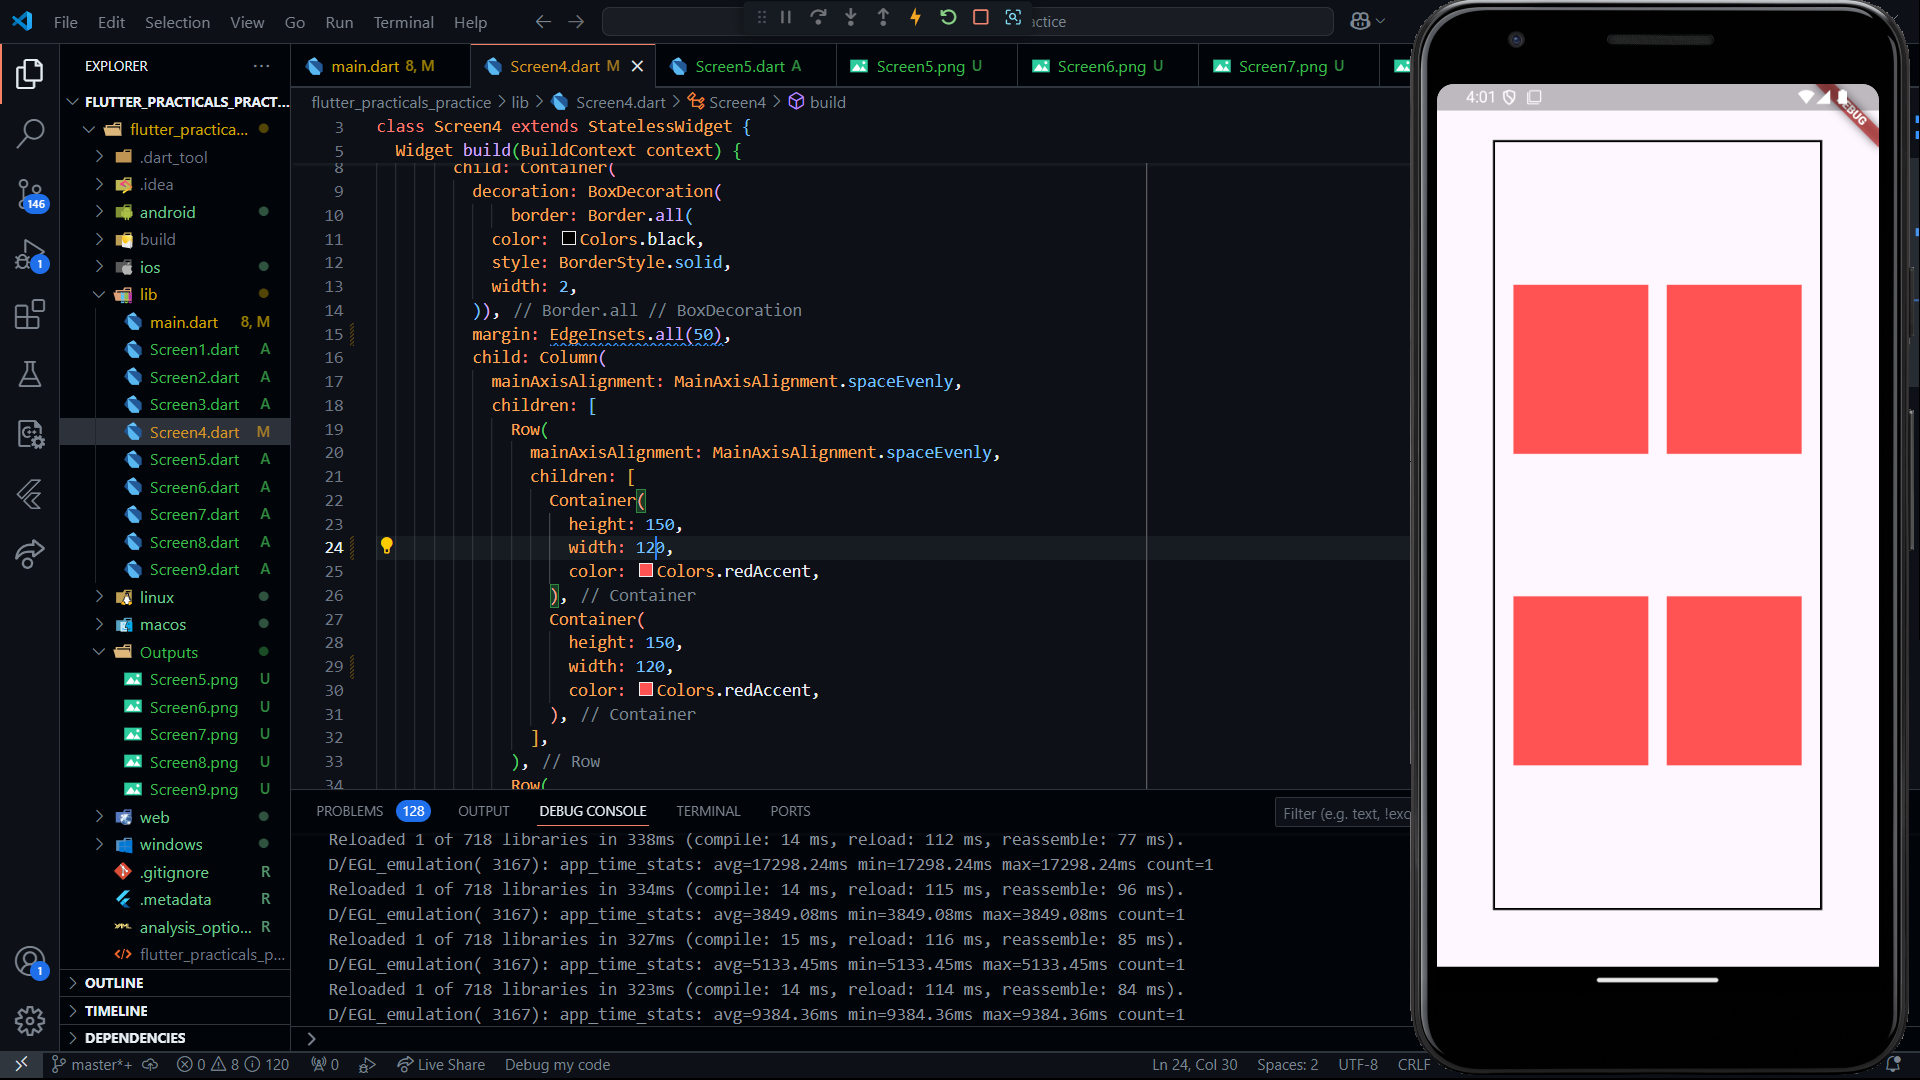 File Edit Selection View Go Run Terminal Help
actice
EXPLORER
main.dart 8, M
Screen4.dart M
Screen5.dart A
Screen5.png U
Screen6.png U
Screen7.png U
flutter_practicals_practice > lib > Screen4.dart > Screen4 > build
FLUTTER_PRACTICALS_PRACT...
flutter_practica...
.dart_tool
.idea
android
build
ios
lib
main.dart 8, M
Screen1.dart A
Screen2.dart A
Screen3.dart A
Screen4.dart M
Screen5.dart A
Screen6.dart A
Screen7.dart A
Screen8.dart A
Screen9.dart A
linux
macos
Outputs
Screen5.png U
Screen6.png U
Screen7.png U
Screen8.png U
Screen9.png U
web
windows
.gitignore R
.metadata R
analysis_optio... R
flutter_practicals_p...
OUTLINE
TIMELINE
DEPENDENCIES
146
1
1
3 class Screen4 extends StatelessWidget {
5 Widget build(BuildContext context) {
8 child: Container(
9 decoration: BoxDecoration(
10 border: Border.all(
11 color: Colors.black,
12 style: BorderStyle.solid,
13 width: 2,
14 )), // Border.all // BoxDecoration
15 margin: EdgeInsets.all(50),
16 child: Column(
17 mainAxisAlignment: MainAxisAlignment.spaceEvenly,
18 children: [
19 Row(
20 mainAxisAlignment: MainAxisAlignment.spaceEvenly,
21 children: [
22 Container(
23 height: 150,
24 width: 120,
25 color: Colors.redAccent,
26 ), // Container
27 Container(
28 height: 150,
29 width: 120,
30 color: Colors.redAccent,
31 ), // Container
32 ],
33 ), // Row
34 Row(
PROBLEMS 128 OUTPUT DEBUG CONSOLE TERMINAL PORTS
Filter (e.g. text, !exc
Reloaded 1 of 718 libraries in 338ms (compile: 14 ms, reload: 112 ms, reassemble: 77 ms).
D/EGL_emulation( 3167): app_time_stats: avg=17298.24ms min=17298.24ms max=17298.24ms count=1
Reloaded 1 of 718 libraries in 334ms (compile: 14 ms, reload: 115 ms, reassemble: 96 ms).
D/EGL_emulation( 3167): app_time_stats: avg=3849.08ms min=3849.08ms max=3849.08ms count=1
Reloaded 1 of 718 libraries in 327ms (compile: 15 ms, reload: 116 ms, reassemble: 85 ms).
D/EGL_emulation( 3167): app_time_stats: avg=5133.45ms min=5133.45ms max=5133.45ms count=1
Reloaded 1 of 718 libraries in 323ms (compile: 14 ms, reload: 114 ms, reassemble: 84 ms).
D/EGL_emulation( 3167): app_time_stats: avg=9384.36ms min=9384.36ms max=9384.36ms count=1
master*+ 0 8 120 0 Live Share Debug my code
Ln 24, Col 30 Spaces: 2 UTF-8 CRLF
4:01
DEBUG